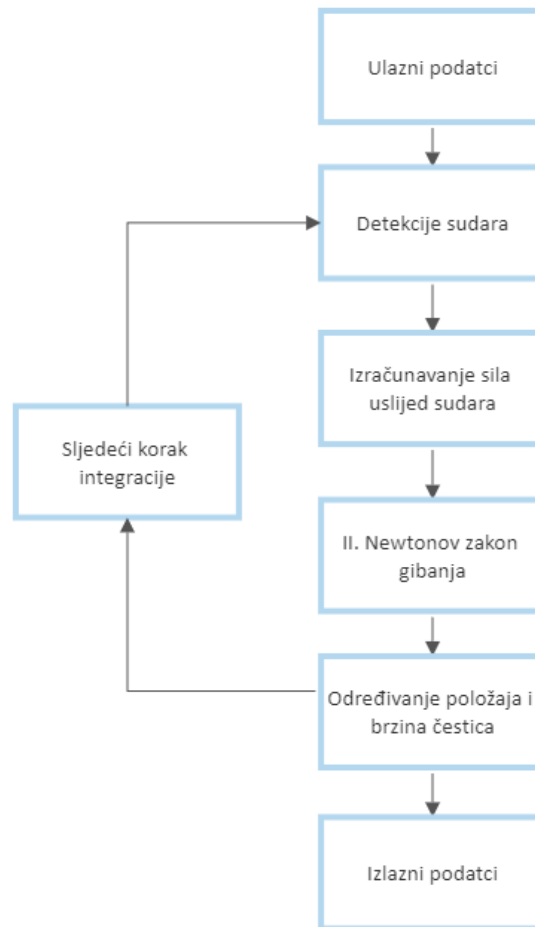 Ulazni podatci
Detekcije sudara
Izračunavanje sila
uslijed sudara
Sljedeći korak
integracije
II. Newtonov zakon
gibanja
Određivanje položaja i
brzina čestica
Izlazni podatci